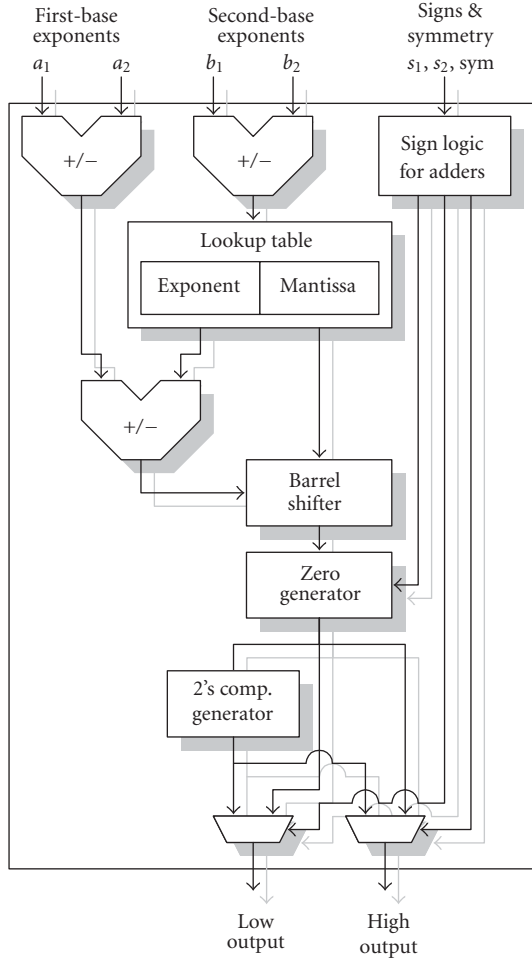 First-base
exponents
a1 a2
Second-base
exponents
b1 b2
Signs &
symmetry
s1, s2, sym
+/−
+/−
Sign logic
for adders
Lookup table
Exponent
Mantissa
+/−
Barrel
shifter
Zero
generator
2's comp.
generator
Low
output
High
output